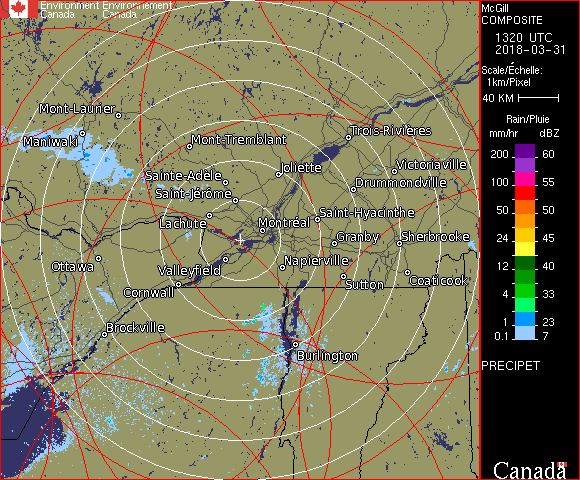 Environment Environnement
Canada Canada
McGill
COMPOSITE
1320 UTC
2018-03-31
Scale/Échelle:
1km/Pixel
40 KM
Rain/Pluie
mm/hr dBZ
200 60
100 55
50 50
24 45
12 40
4 33
1 23
0.1 7
PRECIPET
Canada
Mont-Laurier
Maniwaki
Mont-Tremblant
Trois-Rivières
Sainte-Adèle
Joliette
Victoriaville
Saint-Jérôme
Drummondville
Lachute
Montréal
Saint-Hyacinthe
Granby
Sherbrooke
Ottawa
Valleyfield
Napierville
Cornwall
Sutton
Coaticook
Brockville
Burlington